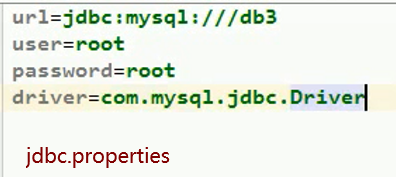 url=jdbc:mysql:///db3
user=root
password=root
driver=com.mysql.jdbc.Driver
jdbc.properties